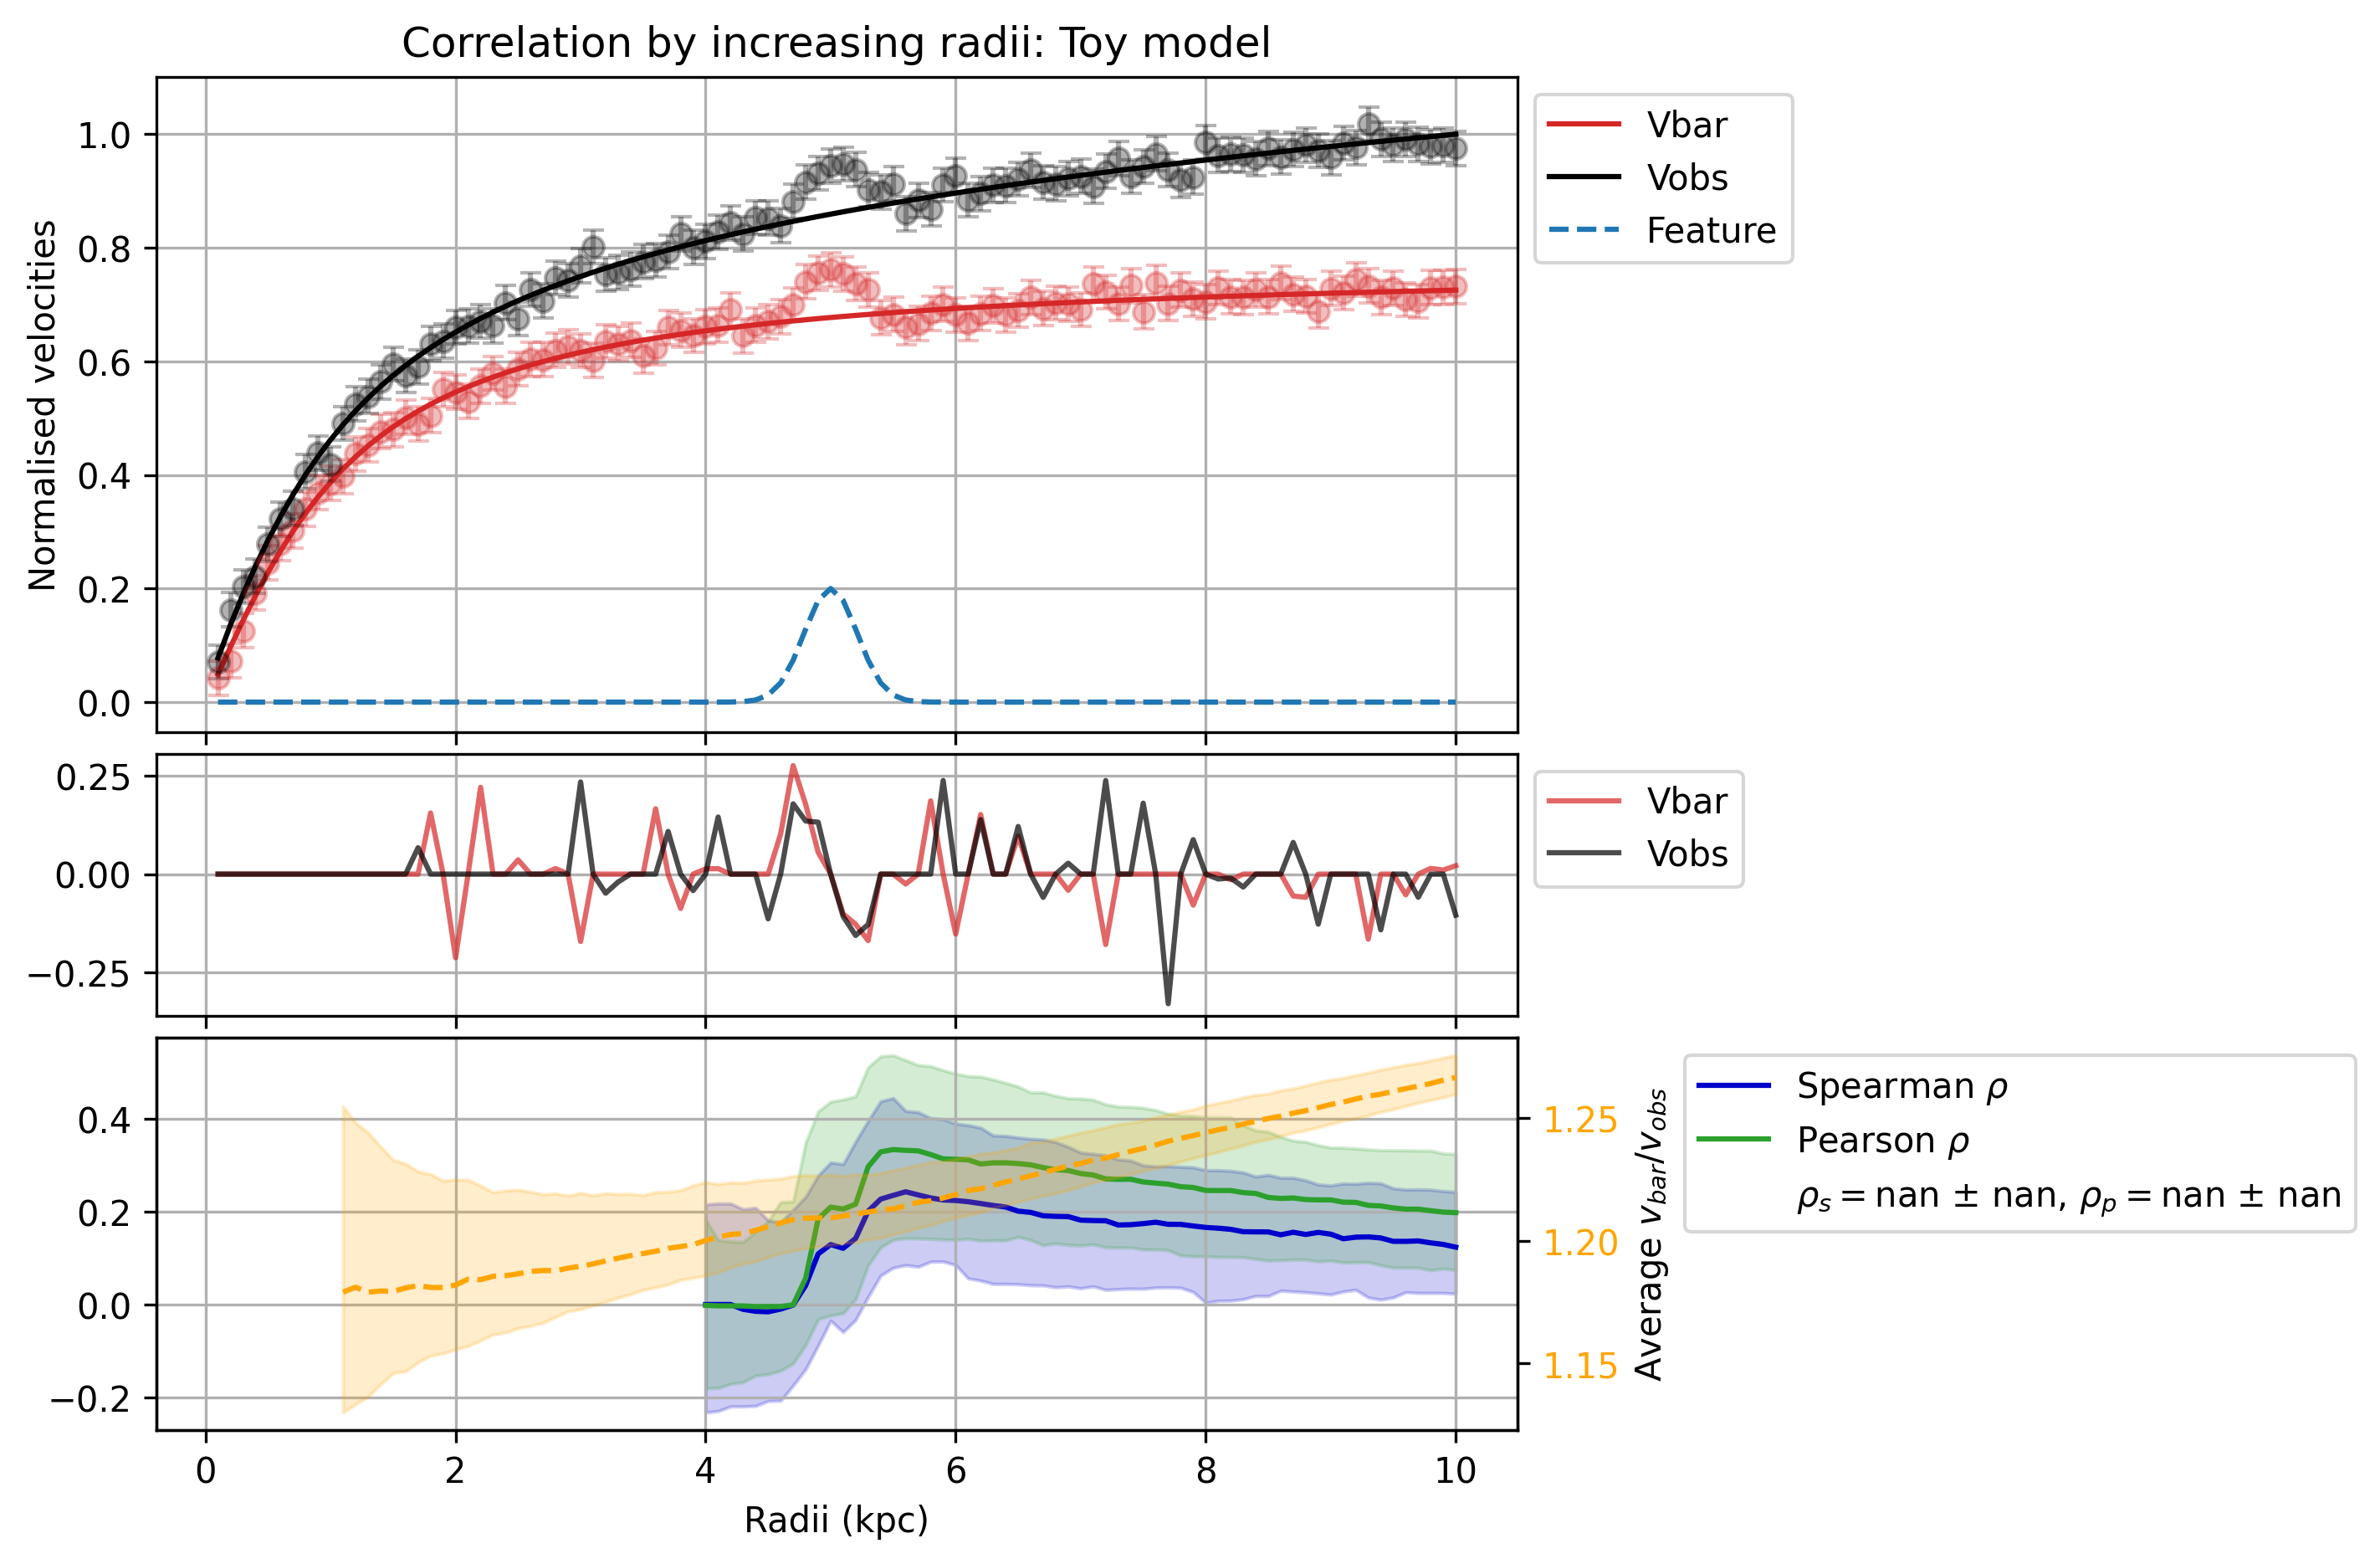 Correlation by increasing radii: Toy model
Normalised velocities
1.0
0.8
0.6
0.4
0.2
0.0
Vbar
Vobs
Feature
0.25
0.00
−0.25
Vbar
Vobs
0.4
0.2
0.0
−0.2
1.25
1.20
1.15
Average v_bar/v_obs
Spearman ρ
Pearson ρ
ρ_s = nan ± nan, ρ_p = nan ± nan
0 2 4 6 8 10
Radii (kpc)